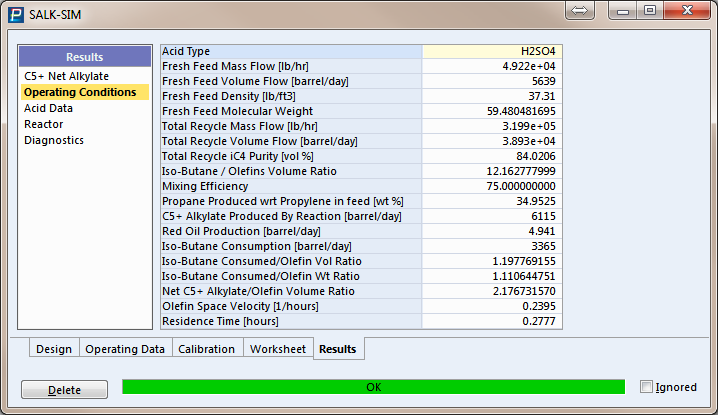 SALK-SIM
Results
C5+ Net Alkylate
Operating Conditions
Acid Data
Reactor
Diagnostics
Acid Type H2SO4
Fresh Feed Mass Flow [lb/hr] 4.922e+04
Fresh Feed Volume Flow [barrel/day] 5639
Fresh Feed Density [lb/ft3] 37.31
Fresh Feed Molecular Weight 59.480481695
Total Recycle Mass Flow [lb/hr] 3.199e+05
Total Recycle Volume Flow [barrel/day] 3.893e+04
Total Recycle iC4 Purity [vol %] 84.0206
Iso-Butane / Olefins Volume Ratio 12.162777999
Mixing Efficiency 75.000000000
Propane Produced wrt Propylene in feed [wt %] 34.9525
C5+ Alkylate Produced By Reaction [barrel/day] 6115
Red Oil Production [barrel/day] 4.941
Iso-Butane Consumption [barrel/day] 3365
Iso-Butane Consumed/Olefin Vol Ratio 1.197769155
Iso-Butane Consumed/Olefin Wt Ratio 1.110644751
Net C5+ Alkylate/Olefin Volume Ratio 2.176731570
Olefin Space Velocity [1/hours] 0.2395
Residence Time [hours] 0.2777
Design Operating Data Calibration Worksheet Results
Delete OK Ignored